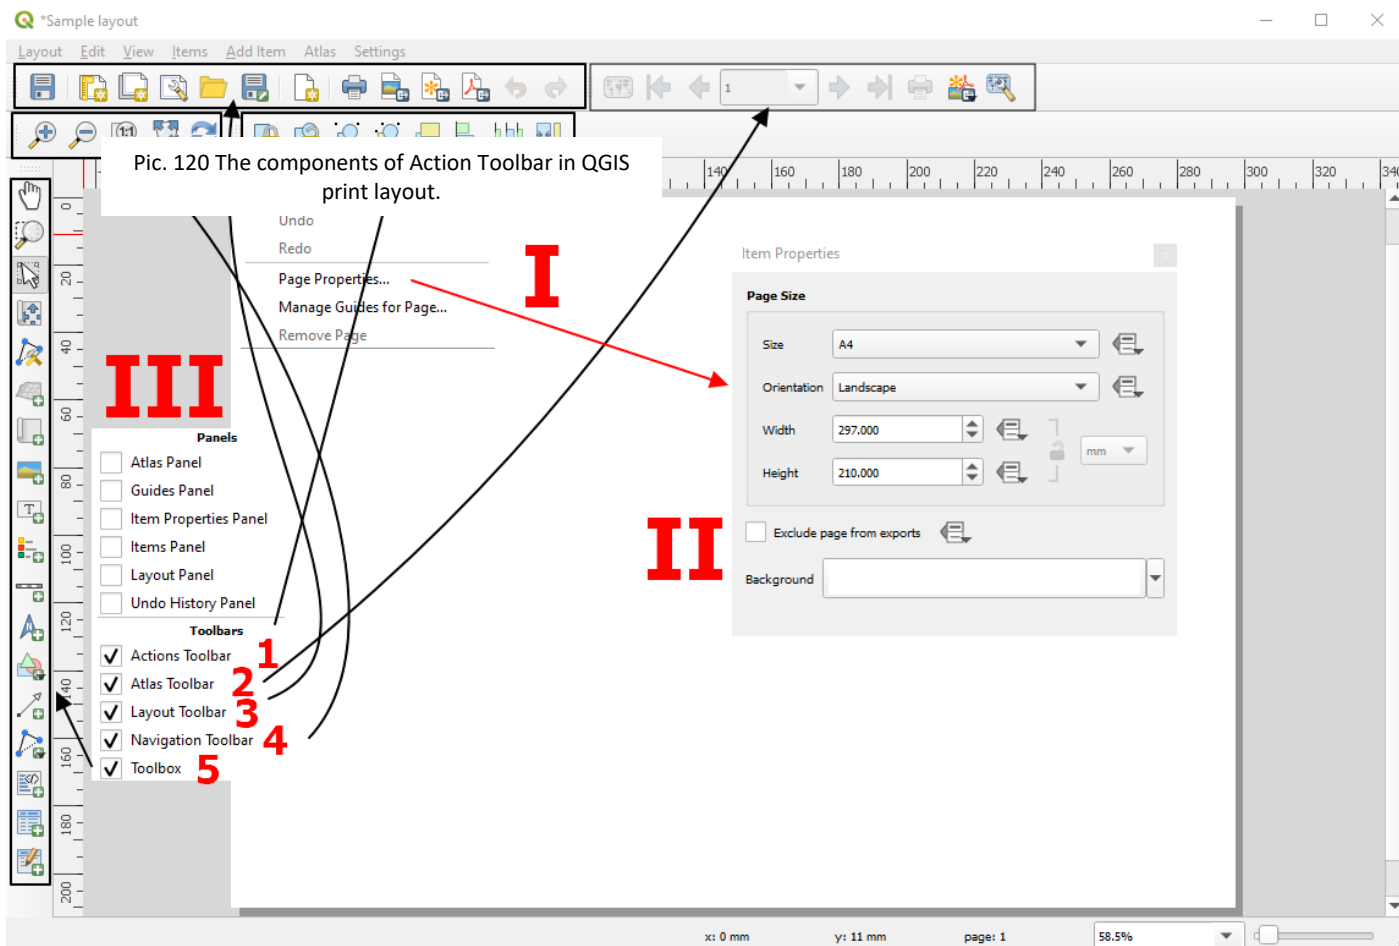 *Sample layout
Layout Edit View Items Add Item Atlas Settings
1:1
1
Pic. 120 The components of Action Toolbar in QGIS
print layout.
140 160 180 200 220 240 260 280 300 320 340
0
20
40
60
80
100
120
140
160
180
200
Undo
Redo
Page Properties...
Manage Guides for Page...
Remove Page
I
III
Panels
Atlas Panel
Guides Panel
Item Properties Panel
Items Panel
Layout Panel
Undo History Panel
Toolbars
Actions Toolbar 1
Atlas Toolbar 2
Layout Toolbar 3
Navigation Toolbar 4
Toolbox 5
Item Properties
Page Size
Size A4
Orientation Landscape
Width 297.000
mm
Height 210.000
II
Exclude page from exports
Background
x: 0 mm y: 11 mm page: 1 58.5%